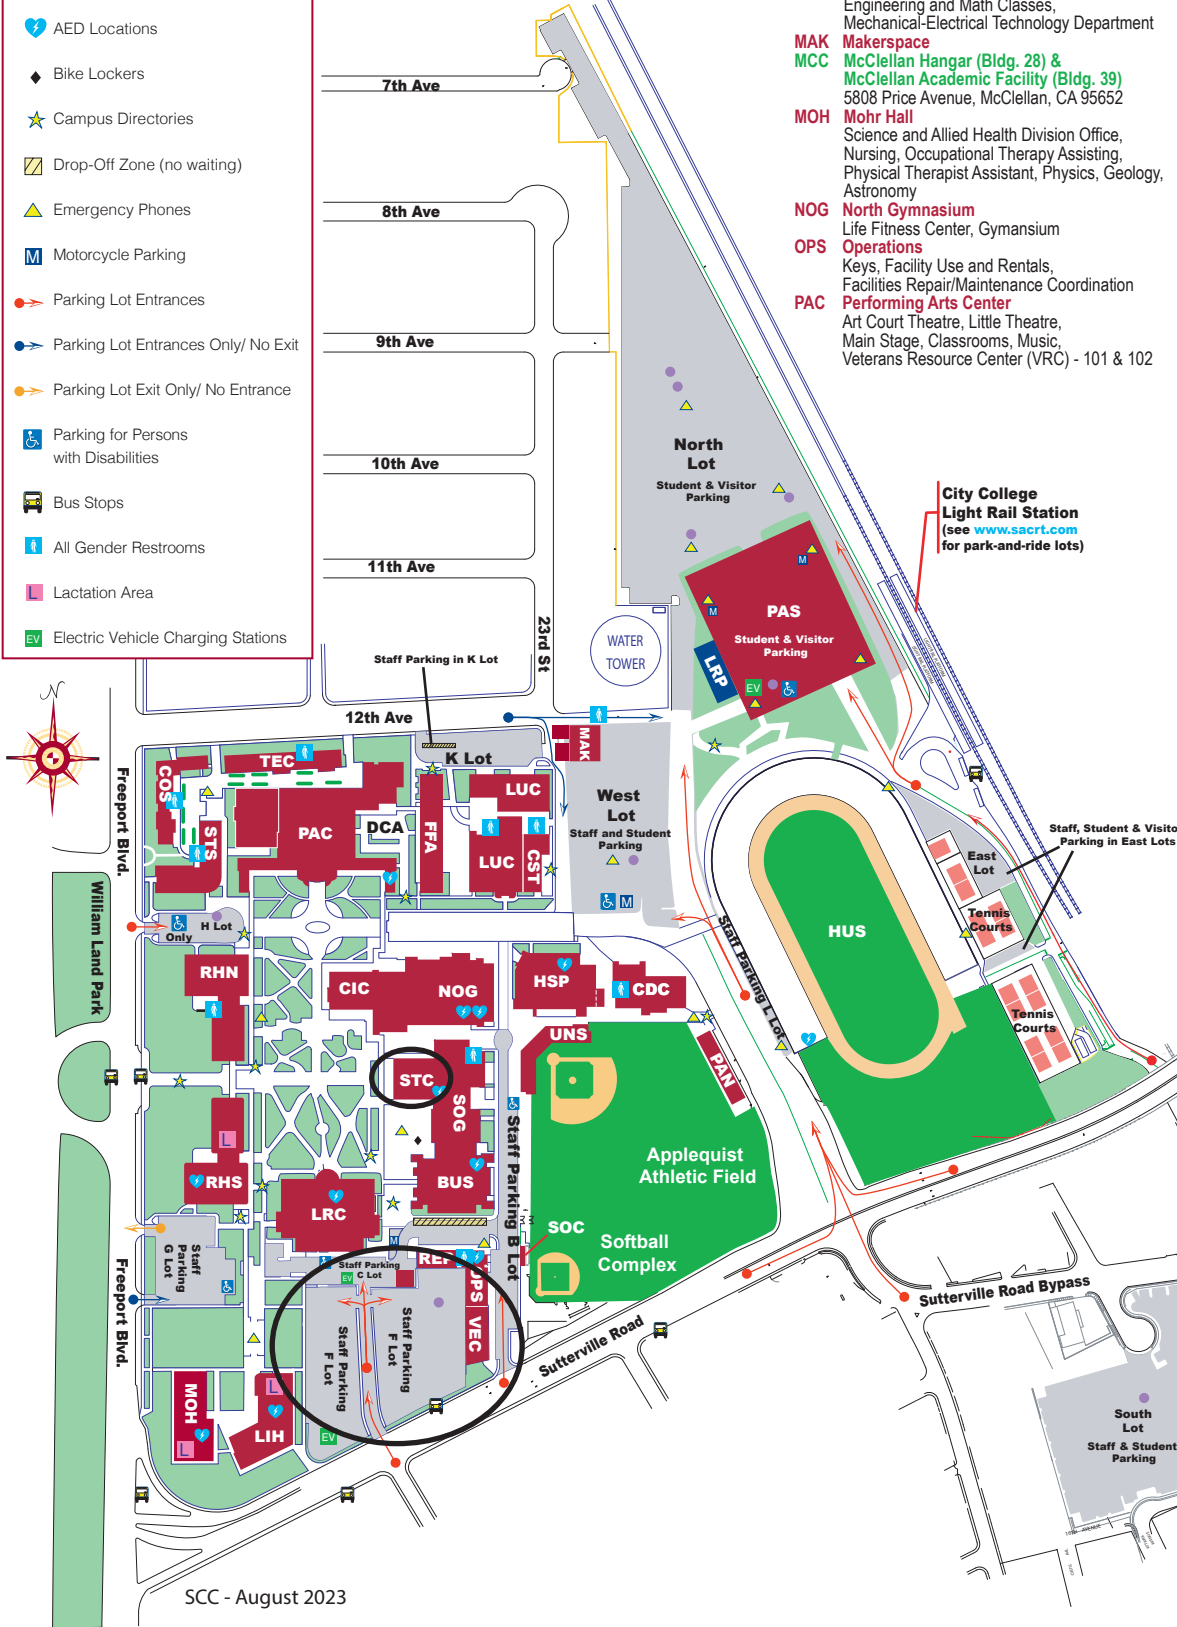 Engineering and Math Classes,
Mechanical-Electrical Technology Department
MAK Makerspace
MCC McClellan Hangar (Bldg. 28) &
McClellan Academic Facility (Bldg. 39)
5808 Price Avenue, McClellan, CA 95652
MOH Mohr Hall
Science and Allied Health Division Office,
Nursing, Occupational Therapy Assisting,
Physical Therapist Assistant, Physics, Geology,
Astronomy
NOG North Gymnasium
Life Fitness Center, Gymansium
OPS Operations
Keys, Facility Use and Rentals,
Facilities Repair/Maintenance Coordination
PAC Performing Arts Center
Art Court Theatre, Little Theatre,
Main Stage, Classrooms, Music,
Veterans Resource Center (VRC) - 101 & 102
AED Locations
Bike Lockers
Campus Directories
Drop-Off Zone (no waiting)
Emergency Phones
M Motorcycle Parking
Parking Lot Entrances
Parking Lot Entrances Only/ No Exit
Parking Lot Exit Only/ No Entrance
Parking for Persons
with Disabilities
Bus Stops
All Gender Restrooms
L Lactation Area
EV Electric Vehicle Charging Stations
7th Ave
8th Ave
9th Ave
10th Ave
11th Ave
23rd St
12th Ave
North
Lot
Student & Visitor
Parking
City College
Light Rail Station
(see www.sacrt.com
for park-and-ride lots)
M
M
PAS
Student & Visitor
Parking
LRP
EV
WATER
TOWER
Staff Parking in K Lot
N
K Lot
MAK
TEC
COS
STS
PAC
DCA
FFA
LUC
LUC
CST
West
Lot
Staff and Student
Parking
M
Freeport Blvd.
William Land Park
Only
H Lot
HUS
East
Lot
Staff, Student & Visito
Parking in East Lots
Tennis
Courts
Tennis
Courts
Staff Parking L Lot
RHN
CIC
NOG
HSP
CDC
UNS
PAN
STC
SOG
L
RHS
LRC
BUS
Staff Parking B Lot
Applequist
Athletic Field
SOC
Softball
Complex
Staff
Parking
G Lot
Freeport Blvd.
M
Staff Parking
C Lot
EV
OPS
VEC
Staff Parking
F Lot
Staff Parking
F Lot
EV
MOH
L
L
LIH
Sutterville Road
Sutterville Road Bypass
South
Lot
Staff & Student
Parking
SCC - August 2023